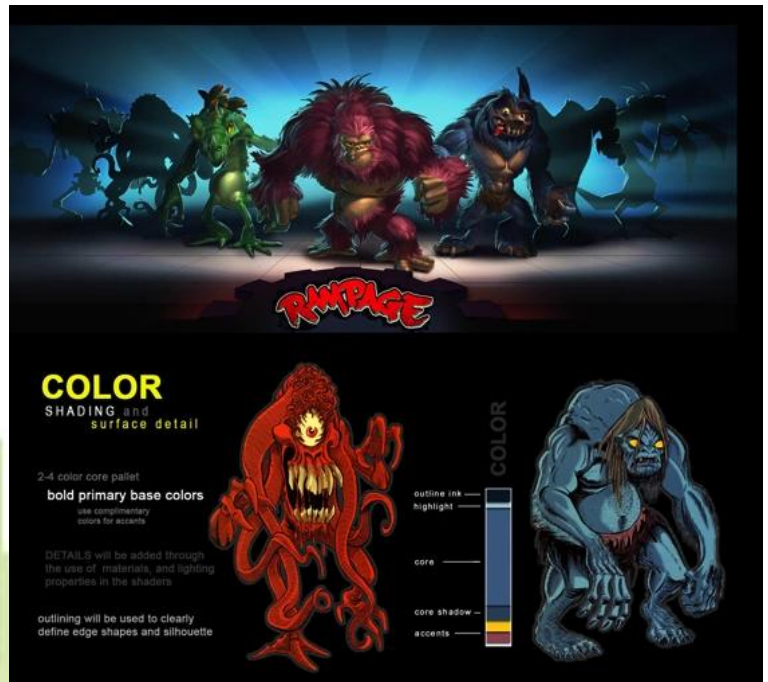 RAMPAGE
COLOR
SHADING and
surface detail
2-4 color core pallet
bold primary base colors
use complimentary
colors for accents
DETAILS will be added through
the use of materials, and lighting
properties in the shaders
outlining will be used to clearly
define edge shapes and silhouette
COLOR
outline ink
highlight
core
core shadow
accents